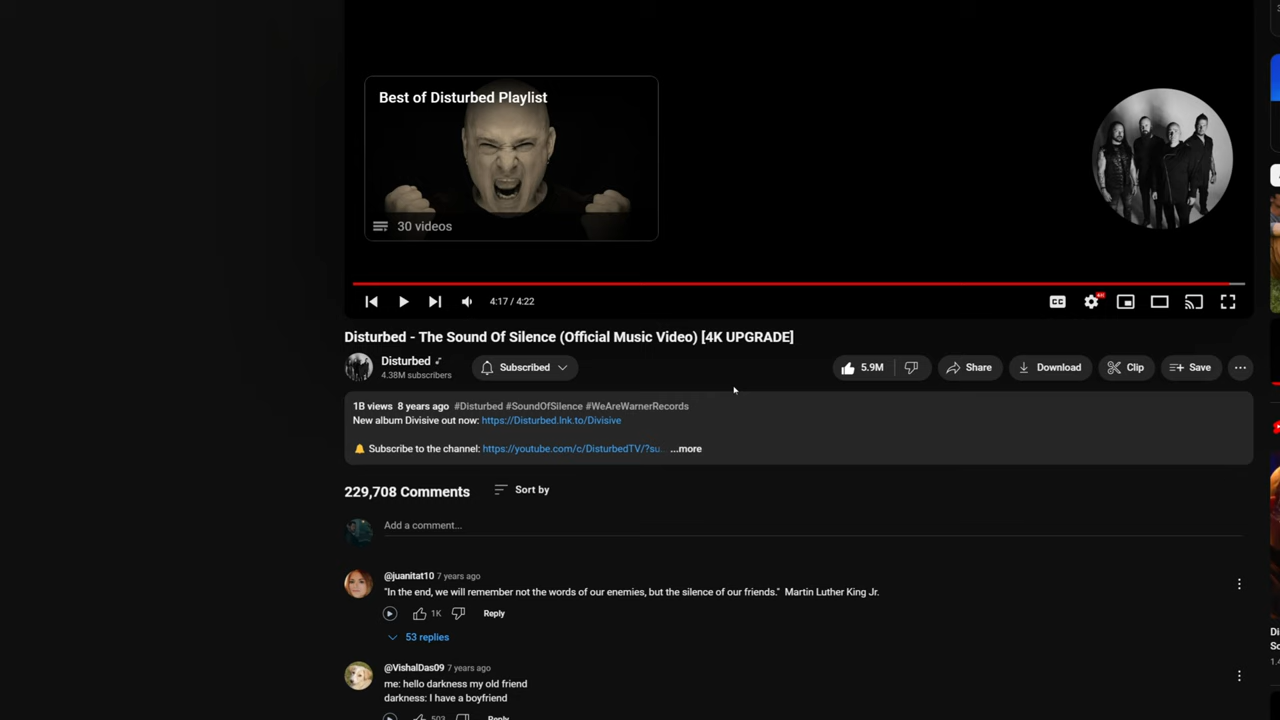 Best of Disturbed Playlist
30 videos
4:17 / 4:22
Disturbed - The Sound Of Silence (Official Music Video) [4K UPGRADE]
Disturbed
4.38M subscribers
Subscribed
5.9M
Share
Download
Clip
Save
1B views 8 years ago #Disturbed #SoundOfSilence #WeAreWarnerRecords
New album Divisive out now: https://Disturbed.lnk.to/Divisive
🔔 Subscribe to the channel: https://youtube.com/c/DisturbedTV/?su... ...more
229,708 Comments
Sort by
Add a comment...
@juanitat10 7 years ago
"In the end, we will remember not the words of our enemies, but the silence of our friends." Martin Luther King Jr.
1K
Reply
53 replies
@VishalDas09 7 years ago
me: hello darkness my old friend
darkness: I have a boyfriend
503
Reply